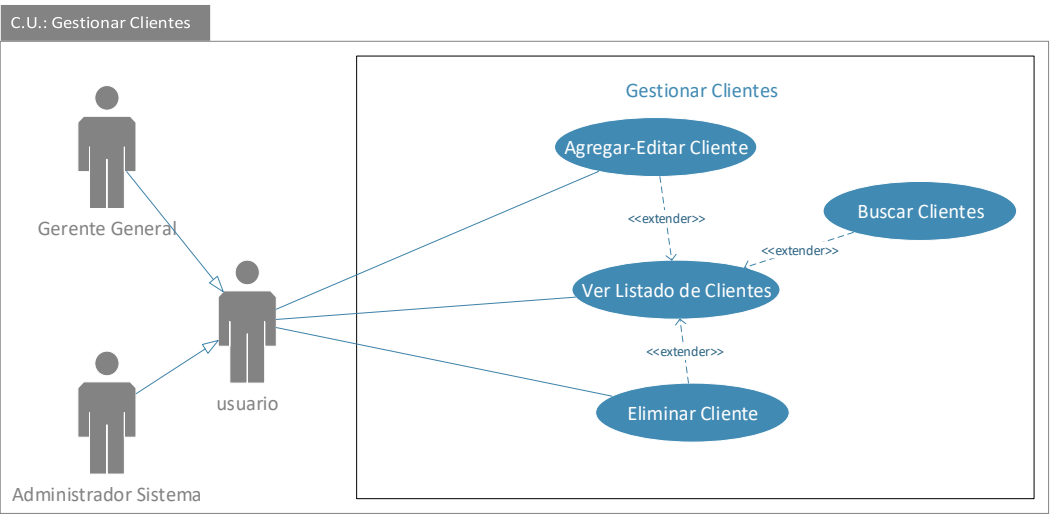 C.U.: Gestionar Clientes
Gestionar Clientes
Agregar-Editar Cliente
Buscar Clientes
<<extender>>
Gerente General
<<extender>>
Ver Listado de Clientes
<<extender>>
usuario
Eliminar Cliente
Administrador Sistema